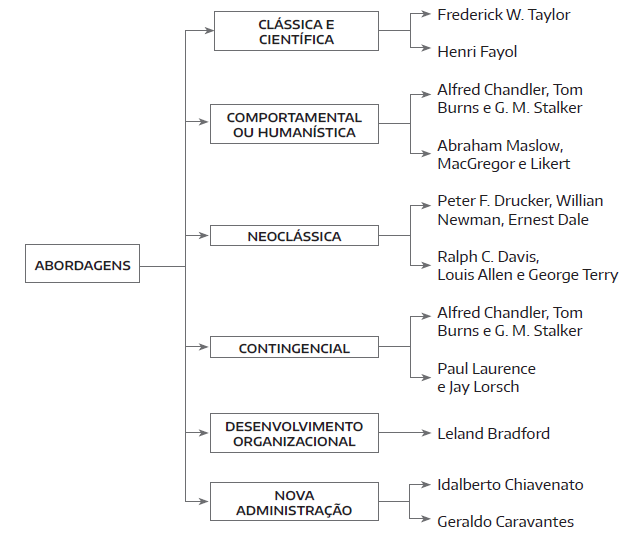 ABORDAGENS
CLÁSSICA E
CIENTÍFICA
Frederick W. Taylor
Henri Fayol
COMPORTAMENTAL
OU HUMANÍSTICA
Alfred Chandler, Tom
Burns e G. M. Stalker
Abraham Maslow,
MacGregor e Likert
NEOCLÁSSICA
Peter F. Drucker, Willian
Newman, Ernest Dale
Ralph C. Davis,
Louis Allen e George Terry
CONTINGENCIAL
Alfred Chandler, Tom
Burns e G. M. Stalker
Paul Laurence
e Jay Lorsch
DESENVOLVIMENTO
ORGANIZACIONAL
Leland Bradford
NOVA
ADMINISTRAÇÃO
Idalberto Chiavenato
Geraldo Caravantes